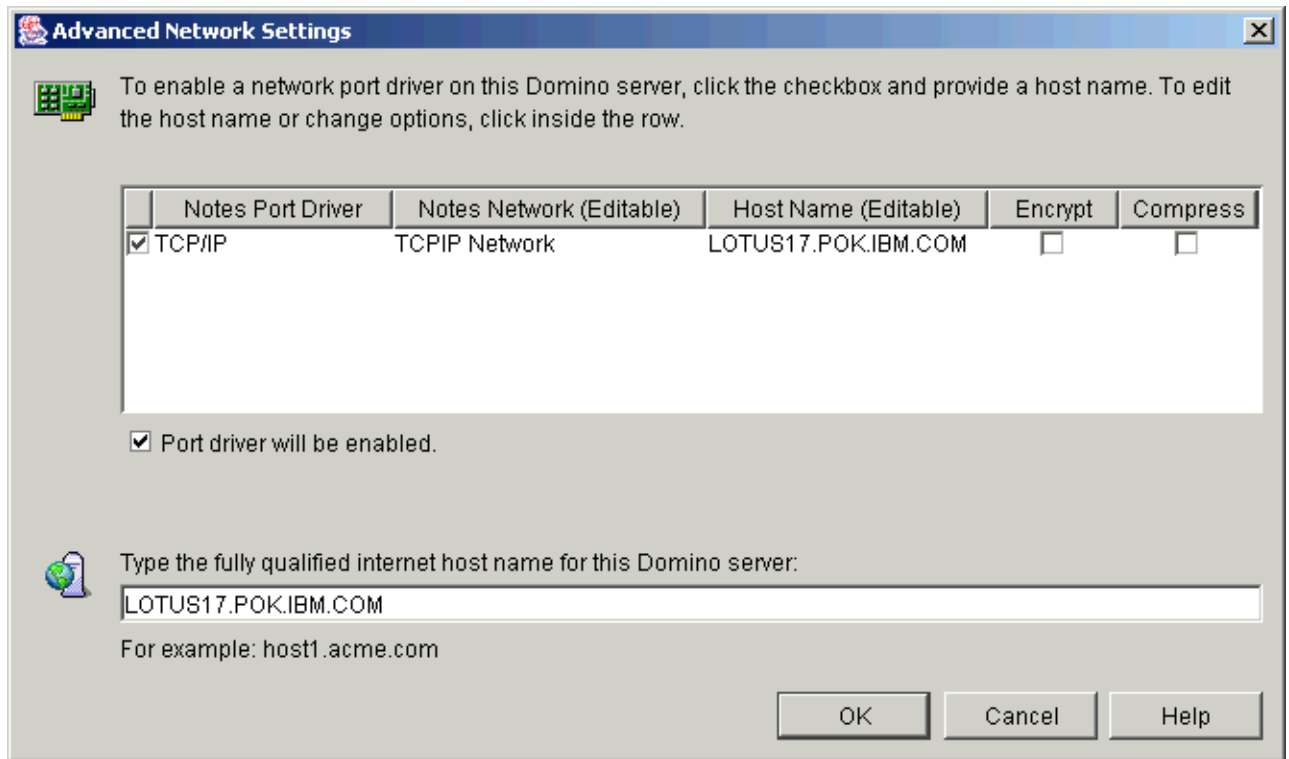 Advanced Network Settings
To enable a network port driver on this Domino server, click the checkbox and provide a host name. To edit
the host name or change options, click inside the row.
Notes Port Driver Notes Network (Editable) Host Name (Editable) Encrypt Compress
TCP/IP TCPIP Network LOTUS17.POK.IBM.COM
Port driver will be enabled.
Type the fully qualified internet host name for this Domino server:
LOTUS17.POK.IBM.COM
For example: host1.acme.com
OK Cancel Help